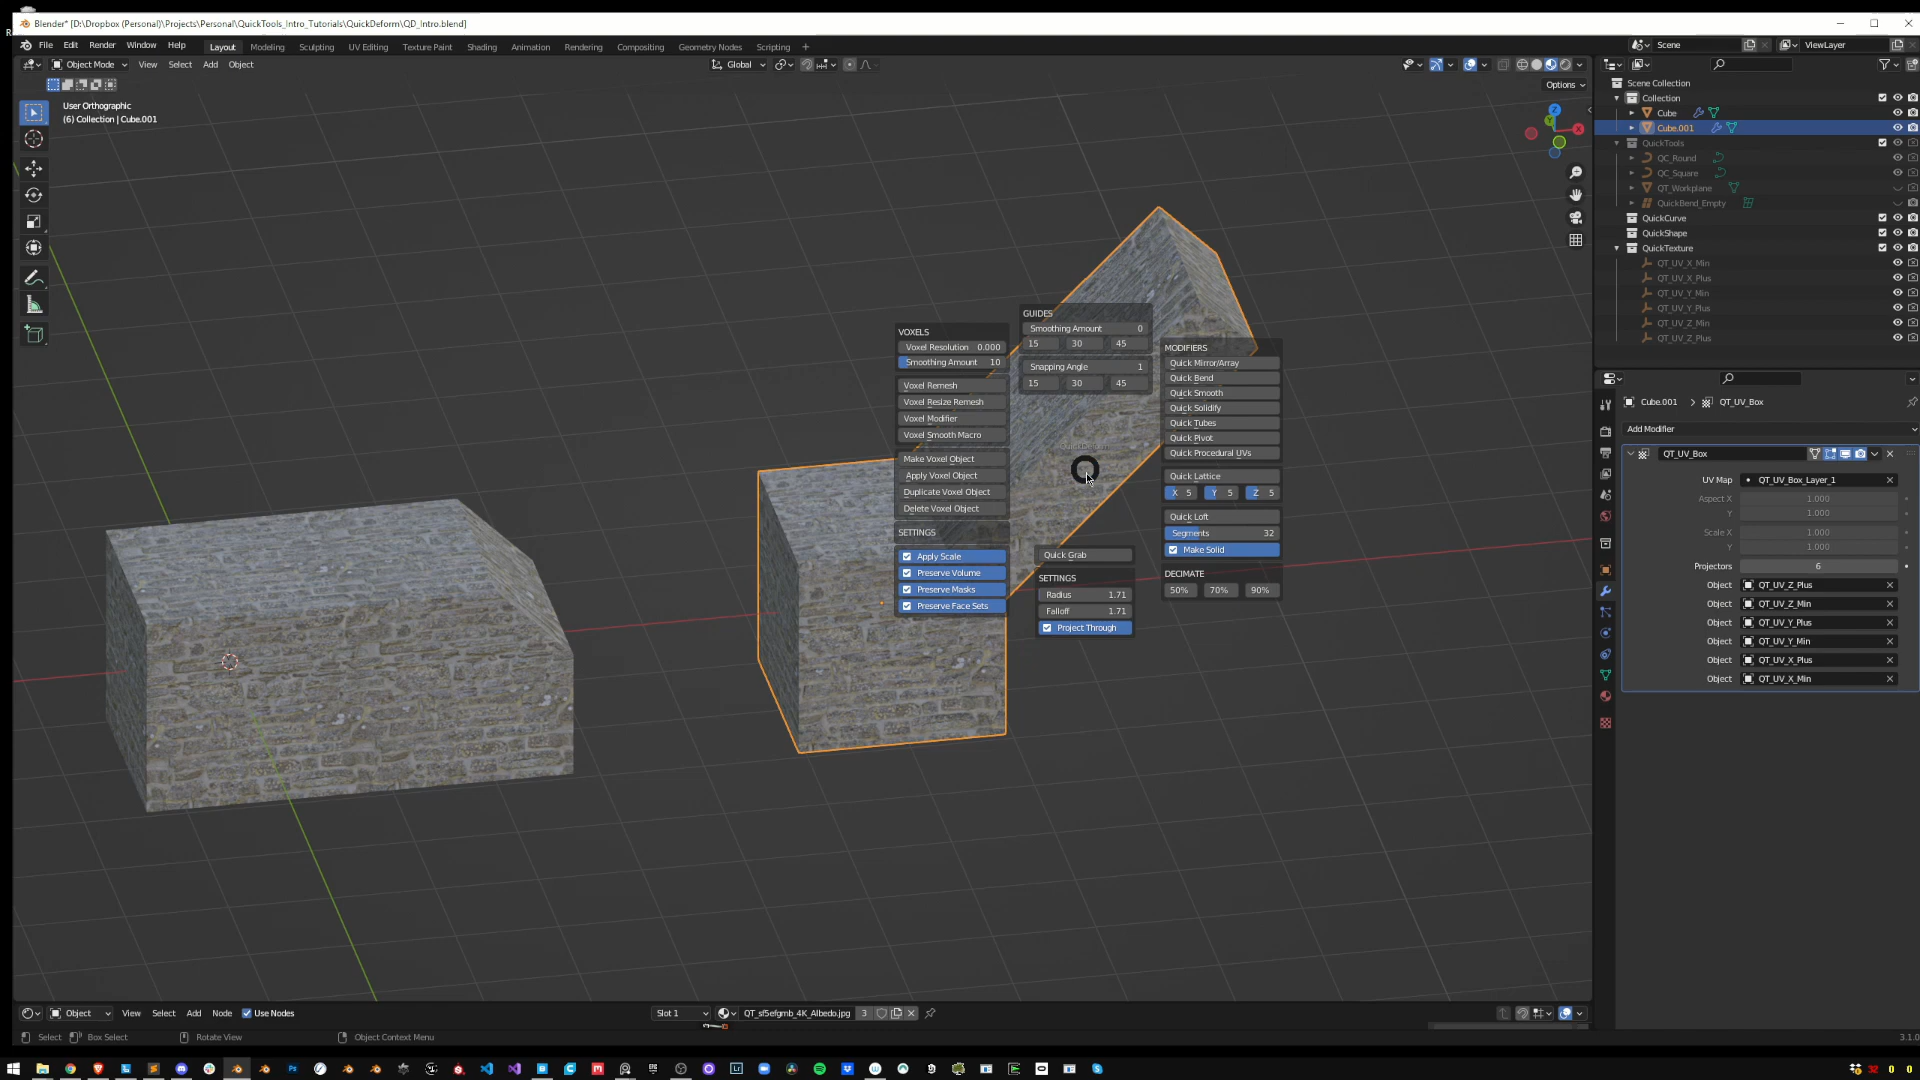 Blender* [D:\Dropbox (Personal)\Projects\Personal\QuickTools_Intro_Tutorials\QuickDeform\QD_Intro.blend]
File Edit Render Window Help Layout Modeling Sculpting UV Editing Texture Paint Shading Animation Rendering Compositing Geometry Nodes Scripting + Scene ViewLayer
Object Mode View Select Add Object Global
Options
User Orthographic
(6) Collection | Cube.001
Scene Collection
Collection
Cube
Cube.001
QuickTools
QC_Round
QC_Square
QT_Workplane
QuickBend_Empty
QuickCurve
QuickShape
QuickTexture
QT_UV_X_Min
QT_UV_X_Plus
QT_UV_Y_Min
QT_UV_Y_Plus
QT_UV_Z_Min
QT_UV_Z_Plus
VOXELS
Voxel Resolution 0.000
Smoothing Amount 10
Voxel Remesh
Voxel Resize Remesh
Voxel Modifier
Voxel Smooth Macro
Make Voxel Object
Apply Voxel Object
Duplicate Voxel Object
Delete Voxel Object
SETTINGS
Apply Scale
Preserve Volume
Preserve Masks
Preserve Face Sets
GUIDES
Smoothing Amount 0
15 30 45
Snapping Angle 1
15 30 45
Quick Grab
SETTINGS
Radius 1.71
Falloff 1.71
Project Through
MODIFIERS
Quick Mirror/Array
Quick Bend
Quick Smooth
Quick Solidify
Quick Tubes
Quick Pivot
Quick Procedural UVs
Quick Lattice
X 5 Y 5 Z 5
Quick Loft
Segments 32
Make Solid
DECIMATE
50% 70% 90%
Cube.001 > QT_UV_Box
Add Modifier
QT_UV_Box
UV Map QT_UV_Box_Layer_1
Aspect X 1.000
Y 1.000
Scale X 1.000
Y 1.000
Projectors 6
Object QT_UV_Z_Plus
Object QT_UV_Z_Min
Object QT_UV_Y_Plus
Object QT_UV_Y_Min
Object QT_UV_X_Plus
Object QT_UV_X_Min
Object View Select Add Node Use Nodes Slot 1 QT_sf5efgmb_4K_Albedo.jpg 3
Select Box Select Rotate View Object Context Menu 3.1.0
32 0 0